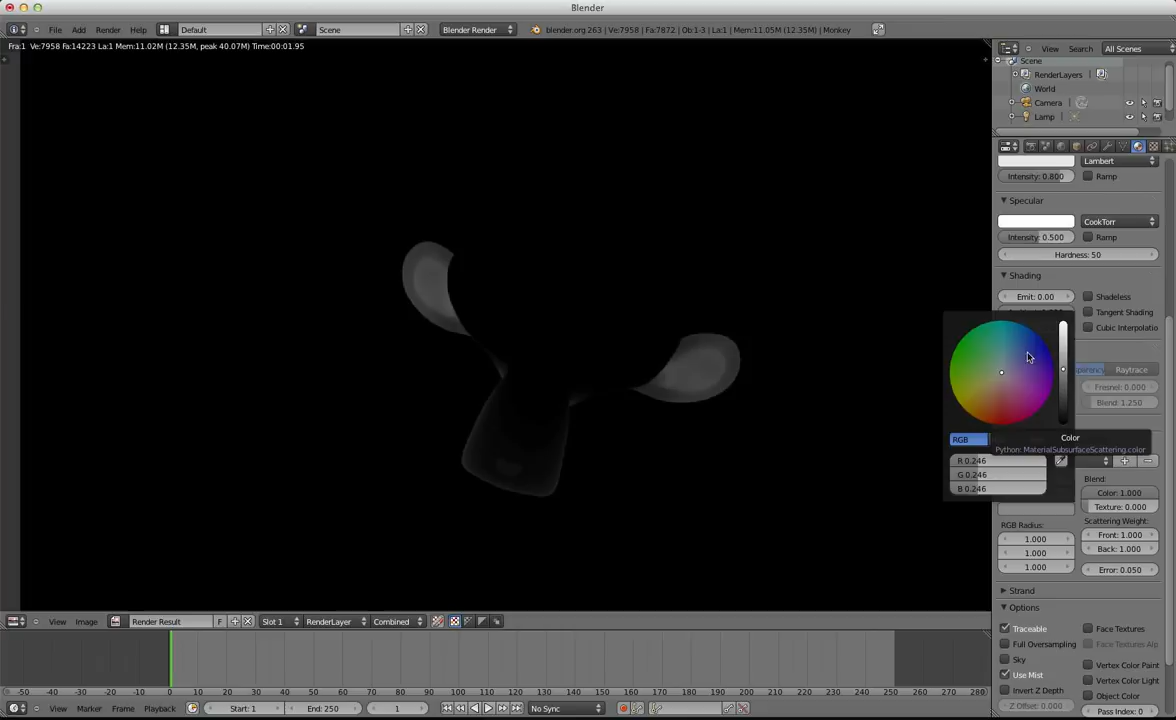 Blender
File Add Render Help Default Scene Blender Render blender.org 263 | Ve:7958 | Fa:7872 | Ob:1-3 | La:1 | Mem:11.05M (12.35M) | Monkey View Search All Scenes
Fra:1 Ve:7958 Fa:14223 La:1 Mem:11.02M (12.35M, peak 40.07M) Time:00:01.95
Scene
RenderLayers
World
Camera
Lamp
Lambert
Intensity: 0.800 Ramp
Specular
CookTorr
Intensity: 0.500 Ramp
Hardness: 50
Shading
Emit: 0.00 Shadeless
Tangent Shading
Cubic Interpolatio
Raytrace
Fresnel: 0.000
Blend: 1.250
RGB Color
Python: MaterialSubsurfaceScattering.color
R 0.246
G 0.246
B 0.246
Blend:
Color: 1.000
Texture: 0.000
RGB Radius: Scattering Weight:
1.000 Front: 1.000
1.000 Back: 1.000
1.000 Error: 0.050
Strand
Options
Traceable Face Textures
Full Oversampling Face Textures Alp
Sky Vertex Color Paint
Use Mist Vertex Color Light
Invert Z Depth Object Color
Z Offset: 0.000 Pass Index: 0
View Image Render Result F Slot 1 RenderLayer Combined
-50 -40 -30 -20 -10 0 10 20 30 40 50 60 70 80 90 100 110 120 130 140 150 160 170 180 190 200 210 220 230 240 250 260 270 280
View Marker Frame Playback Start: 1 End: 250 1 No Sync